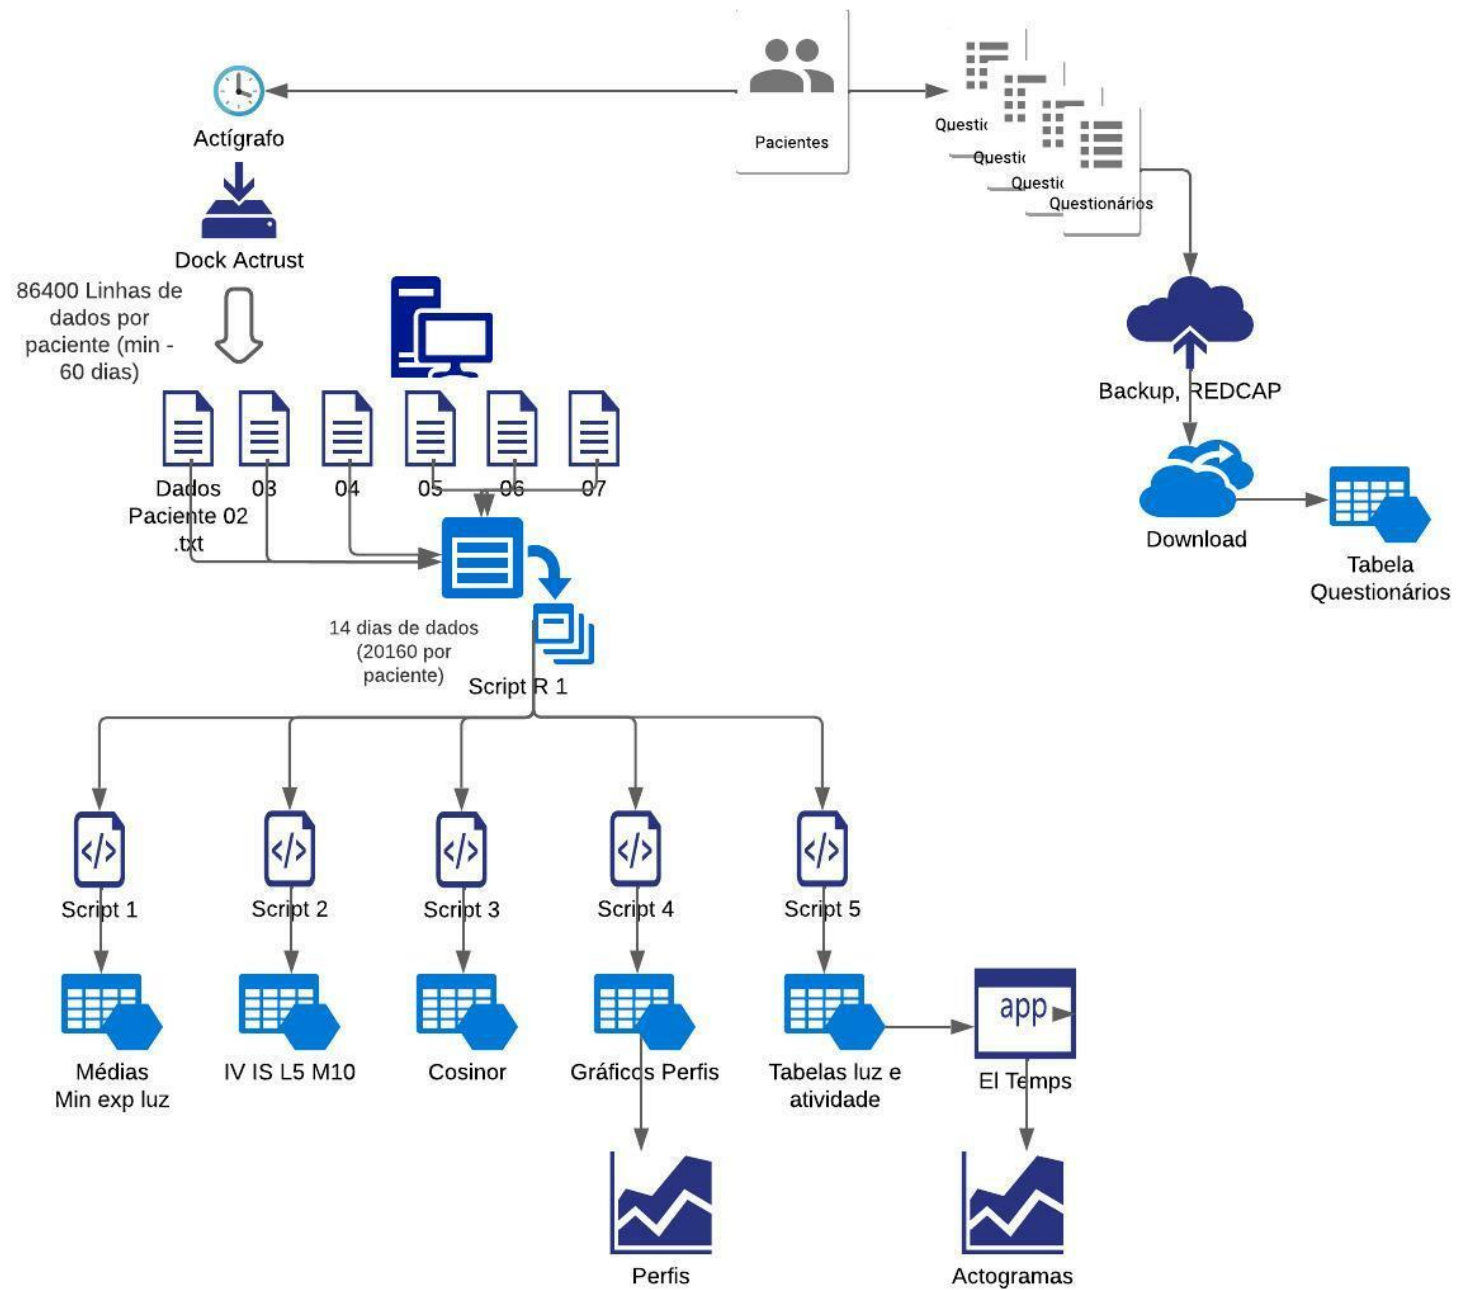 Pacientes
Questic
Questic
Questic
Questionários
Actígrafo
Dock Actrust
86400 Linhas de
dados por
paciente (min -
60 dias)
Backup, REDCAP
Download
Tabela
Questionários
Dados
Paciente 02
.txt
03
04
05
06
07
14 dias de dados
(20160 por
paciente)
Script R 1
Script 1
Script 2
Script 3
Script 4
Script 5
Médias
Min exp luz
IV IS L5 M10
Cosinor
Gráficos Perfis
Tabelas luz e
atividade
app
El Temps
Perfis
Actogramas